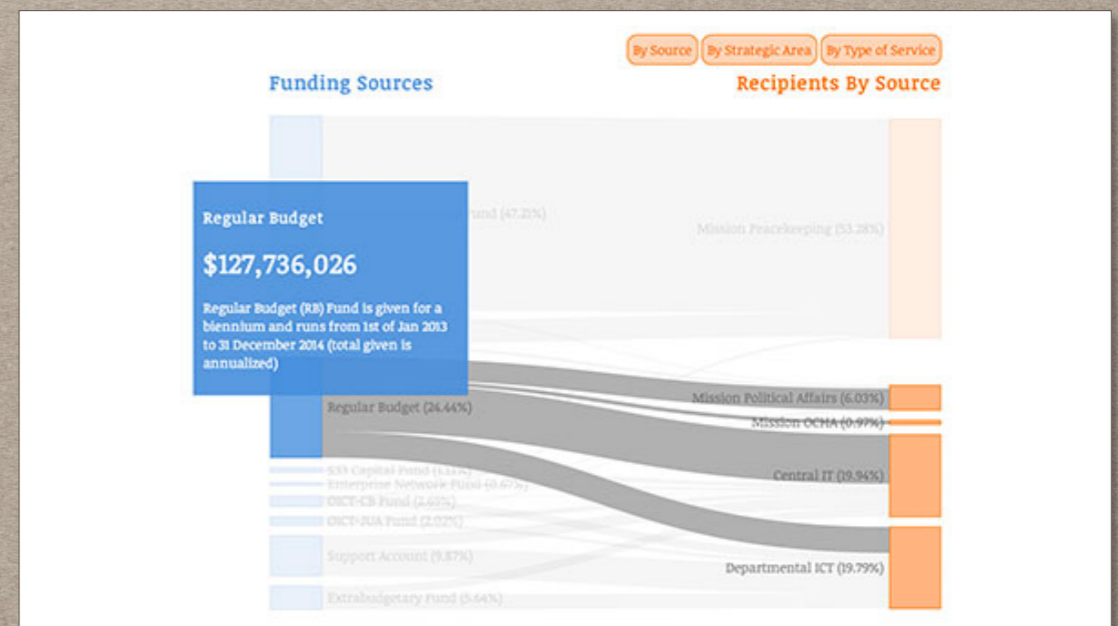 By Source
By Strategic Area
By Type of Service
Funding Sources
Recipients By Source
Regular Budget
$127,736,026
Regular Budget (RB) Fund is given for a
biennium and runs from 1st of Jan 2013
to 31 December 2014 (total given is
annualized)
Fund (47.21%)
Mission Peacekeeping (53.28%)
Regular Budget (24.44%)
Capital Fund
Enterprise Network Fund (0.67%)
OICT-CB Fund (2.65%)
OICT-JUA Fund (2.02%)
Support Account (9.87%)
Extrabudgetary Fund (5.64%)
Mission Political Affairs (6.03%)
Mission OCHA (0.97%)
Central IT (19.94%)
Departmental ICT (19.79%)